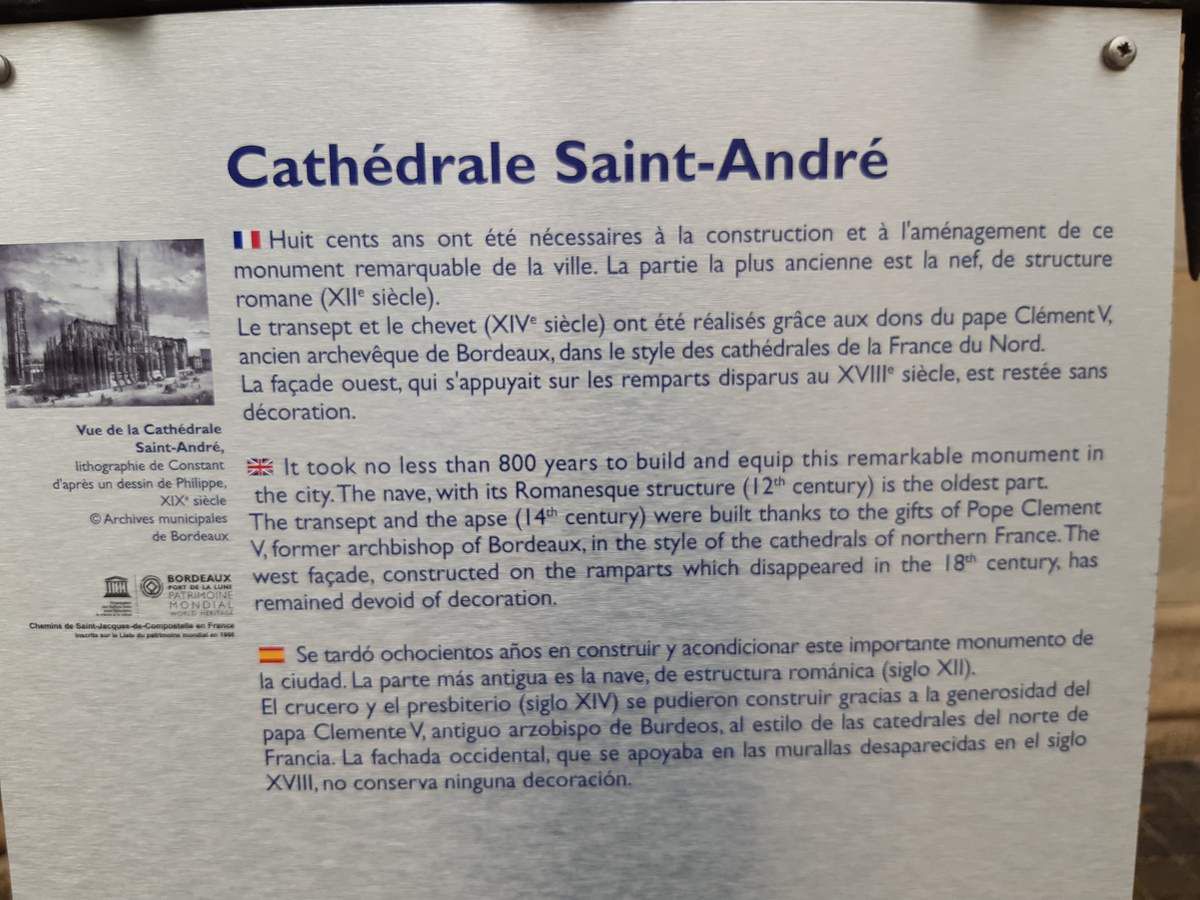 Cathédrale Saint-André
Huit cents ans ont été nécessaires à la construction et à l'aménagement de ce
monument remarquable de la ville. La partie la plus ancienne est la nef, de structure
romane (XIIe siècle).
Le transept et le chevet (XIVe siècle) ont été réalisés grâce aux dons du pape Clément V,
ancien archevêque de Bordeaux, dans le style des cathédrales de la France du Nord.
La façade ouest, qui s'appuyait sur les remparts disparus au XVIIIe siècle, est restée sans
décoration.
Vue de la Cathédrale
Saint-André,
lithographie de Constant
d'après un dessin de Philippe,
XIXe siècle
© Archives municipales
de Bordeaux
BORDEAUX
PORT DE LA LUNE
PATRIMOINE
MONDIAL
WORLD HERITAGE
Chemins de Saint-Jacques-de-Compostelle en France
Inscrits sur la Liste du patrimoine mondial en 1998
It took no less than 800 years to build and equip this remarkable monument in
the city. The nave, with its Romanesque structure (12th century) is the oldest part.
The transept and the apse (14th century) were built thanks to the gifts of Pope Clement
V, former archbishop of Bordeaux, in the style of the cathedrals of northern France. The
west façade, constructed on the ramparts which disappeared in the 18th century, has
remained devoid of decoration.
Se tardó ochocientos años en construir y acondicionar este importante monumento de
la ciudad. La parte más antigua es la nave, de estructura románica (siglo XII).
El crucero y el presbiterio (siglo XIV) se pudieron construir gracias a la generosidad del
papa Clemente V, antiguo arzobispo de Burdeos, al estilo de las catedrales del norte de
Francia. La fachada occidental, que se apoyaba en las murallas desaparecidas en el siglo
XVIII, no conserva ninguna decoración.